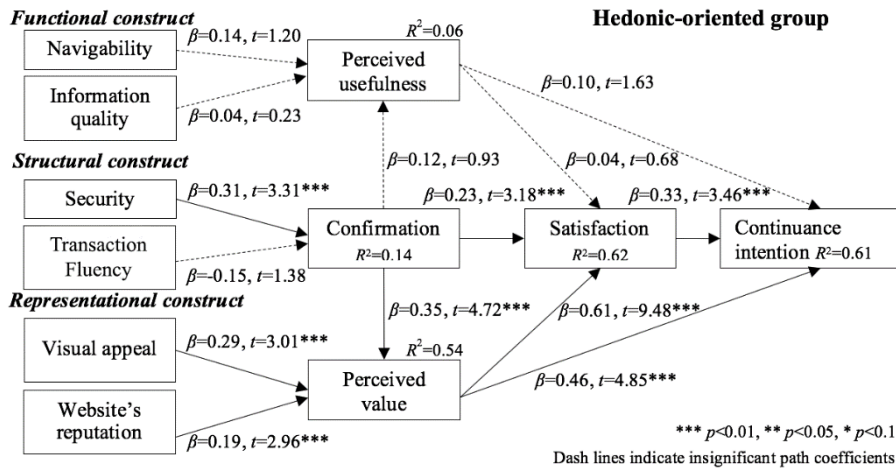 Functional construct
Hedonic-oriented group
R²=0.06
Navigability
β=0.14, t=1.20
Perceived
usefulness
Information
quality
β=0.04, t=0.23
β=0.10, t=1.63
Structural construct
β=0.12, t=0.93
β=0.04, t=0.68
Security
β=0.31, t=3.31***
β=0.23, t=3.18***
β=0.33, t=3.46***
Confirmation
R²=0.14
Satisfaction
R²=0.62
Continuance
intention R²=0.61
Transaction
Fluency
β=-0.15, t=1.38
Representational construct
β=0.35, t=4.72***
β=0.61, t=9.48***
Visual appeal
β=0.29, t=3.01***
R²=0.54
Perceived
value
β=0.46, t=4.85***
Website's
reputation
β=0.19, t=2.96***
*** p<0.01, ** p<0.05, * p<0.1
Dash lines indicate insignificant path coefficients